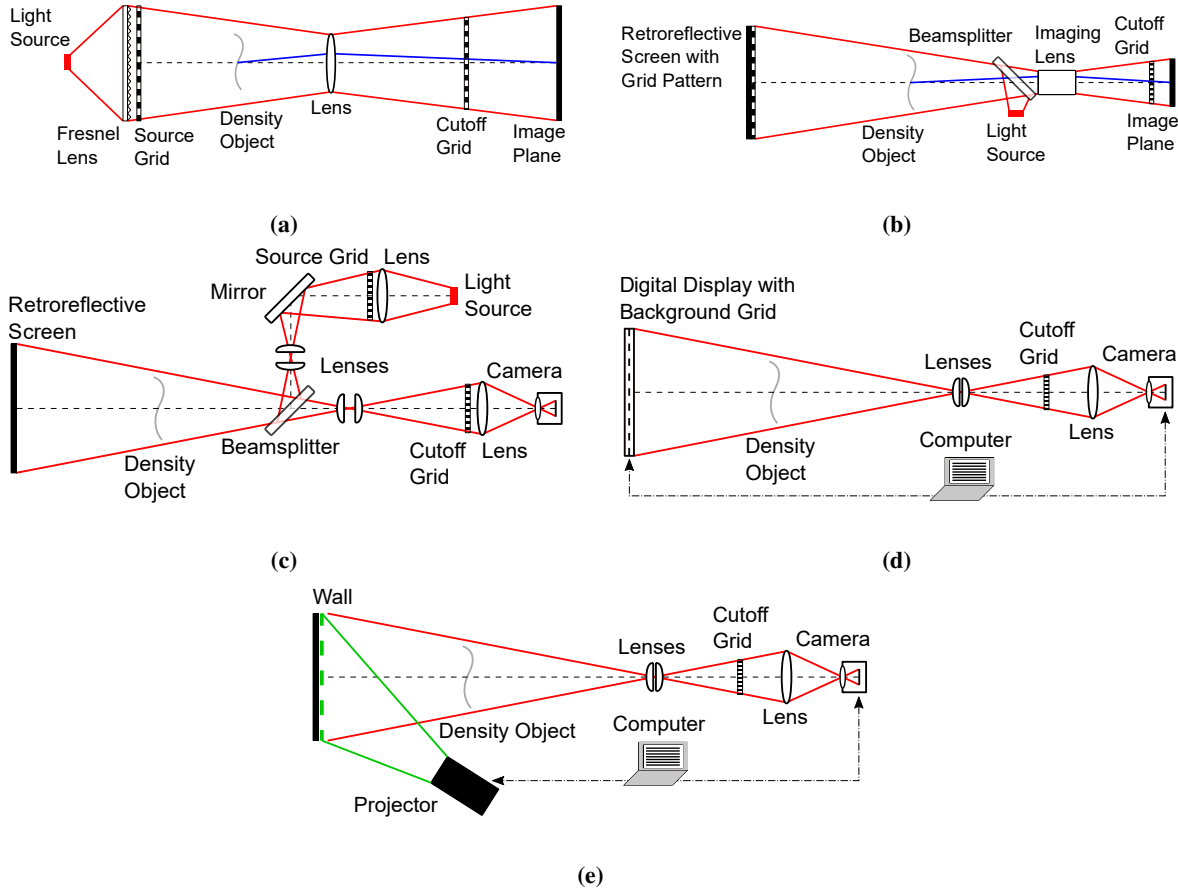 Light
Source
Fresnel
Lens
Source
Grid
Density
Object
Lens
Cutoff
Grid
Image
Plane
(a)
Retroreflective
Screen with
Grid Pattern
Beamsplitter
Imaging
Lens
Cutoff
Grid
Density
Object
Light
Source
Image
Plane
(b)
Source Grid
Lens
Mirror
Light
Source
Retroreflective
Screen
Lenses
Camera
Beamsplitter
Density
Object
Cutoff
Grid
Lens
(c)
Digital Display with
Background Grid
Lenses
Cutoff
Grid
Camera
Density
Object
Computer
Lens
(d)
Wall
Lenses
Cutoff
Grid
Camera
Density Object
Computer
Lens
Projector
(e)